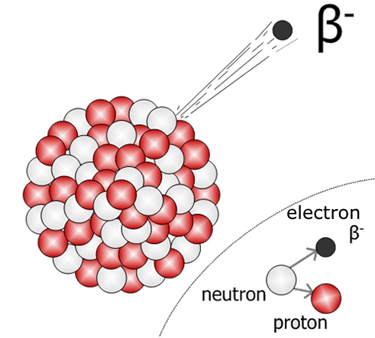 β⁻
electron
β⁻
neutron
proton